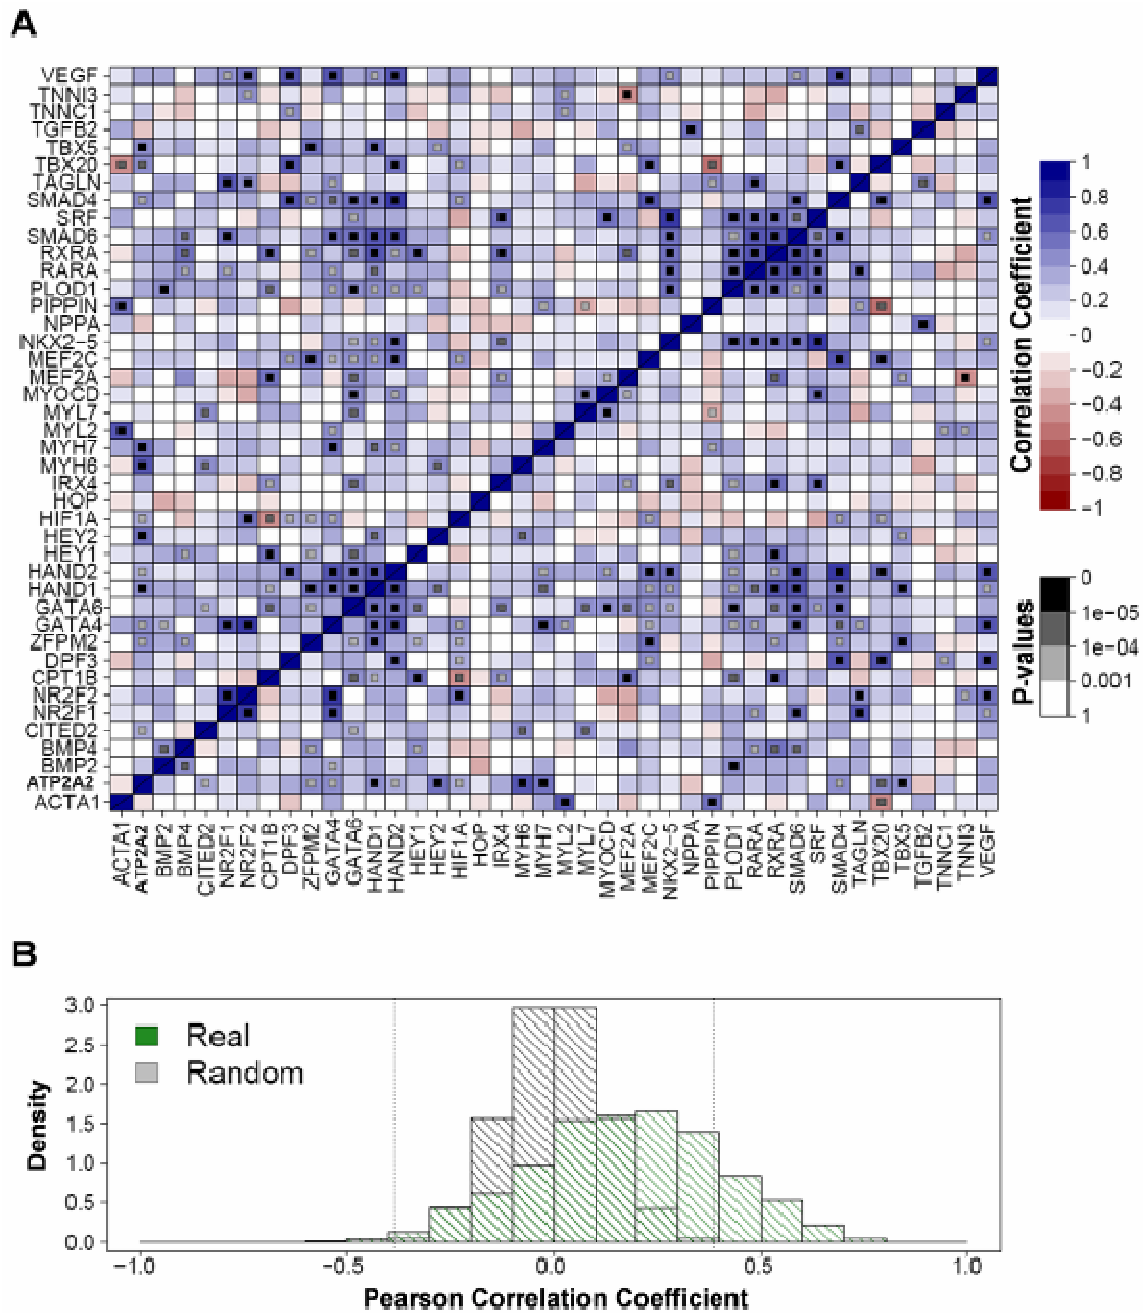 A
VEGF
TNNI3
TNNC1
TGFB2
TBX5
TBX20
TAGLN
SMAD4
SRF
SMAD6
RXRA
RARA
PLOD1
PIPPIN
NPPA
NKX2-5
MEF2C
MEF2A
MYOCD
MYL7
MYL2
MYH7
MYH6
IRX4
HOP
HIF1A
HEY2
HEY1
HAND2
HAND1
GATA6
GATA4
ZFPM2
DPF3
CPT1B
NR2F2
NR2F1
CITED2
BMP4
BMP2
ATP2A2
ACTA1
ACTA1
ATP2A2
BMP2
BMP4
CITED2
NR2F1
NR2F2
CPT1B
DPF3
ZFPM2
GATA4
GATA6
HAND1
HAND2
HEY1
HEY2
HIF1A
HOP
IRX4
MYH6
MYH7
MYL2
MYL7
MYOCD
MEF2A
MEF2C
NKX2-5
NPPA
PIPPIN
PLOD1
RARA
RXRA
SMAD6
SRF
SMAD4
TAGLN
TBX20
TBX5
TGFB2
TNNC1
TNNI3
VEGF
Correlation Coefficient
1
0.8
0.6
0.4
0.2
0
-0.2
-0.4
-0.6
-0.8
-1
P-values
0
1e-05
1e-04
0.001
1
B
Real
Random
Density
3.0
2.5
2.0
1.5
1.0
0.5
0.0
-1.0
-0.5
0.0
0.5
1.0
Pearson Correlation Coefficient